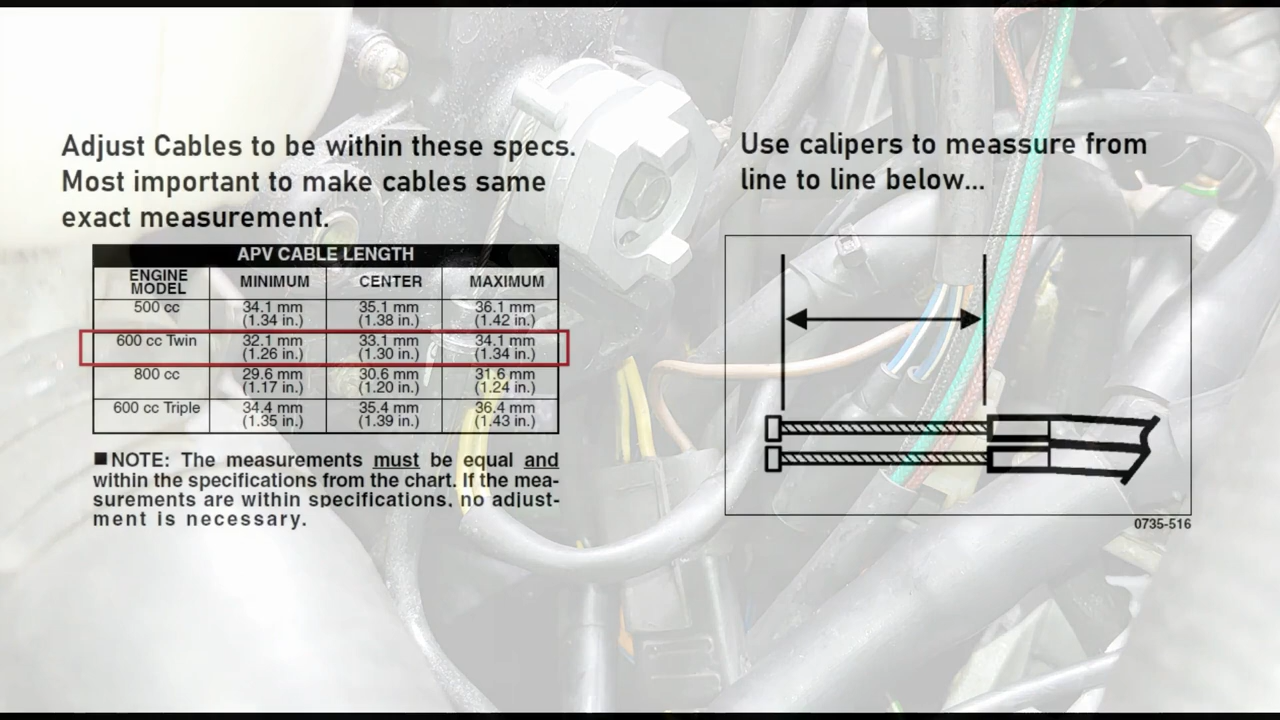 Adjust Cables to be within these specs.
Most important to make cables same
exact measurement.
APV CABLE LENGTH
ENGINE MODEL MINIMUM CENTER MAXIMUM
500 cc 34.1 mm (1.34 in.) 35.1 mm (1.38 in.) 36.1 mm (1.42 in.)
600 cc Twin 32.1 mm (1.26 in.) 33.1 mm (1.30 in.) 34.1 mm (1.34 in.)
800 cc 29.6 mm (1.17 in.) 30.6 mm (1.20 in.) 31.6 mm (1.24 in.)
600 cc Triple 34.4 mm (1.35 in.) 35.4 mm (1.39 in.) 36.4 mm (1.43 in.)
■NOTE: The measurements must be equal and
within the specifications from the chart. If the mea-
surements are within specifications, no adjust-
ment is necessary.
Use calipers to meassure from
line to line below...
0735-516